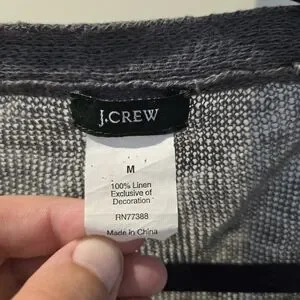 J.CREW
M
100% Linen
Exclusive of
Decoration
RN77388
Made in China